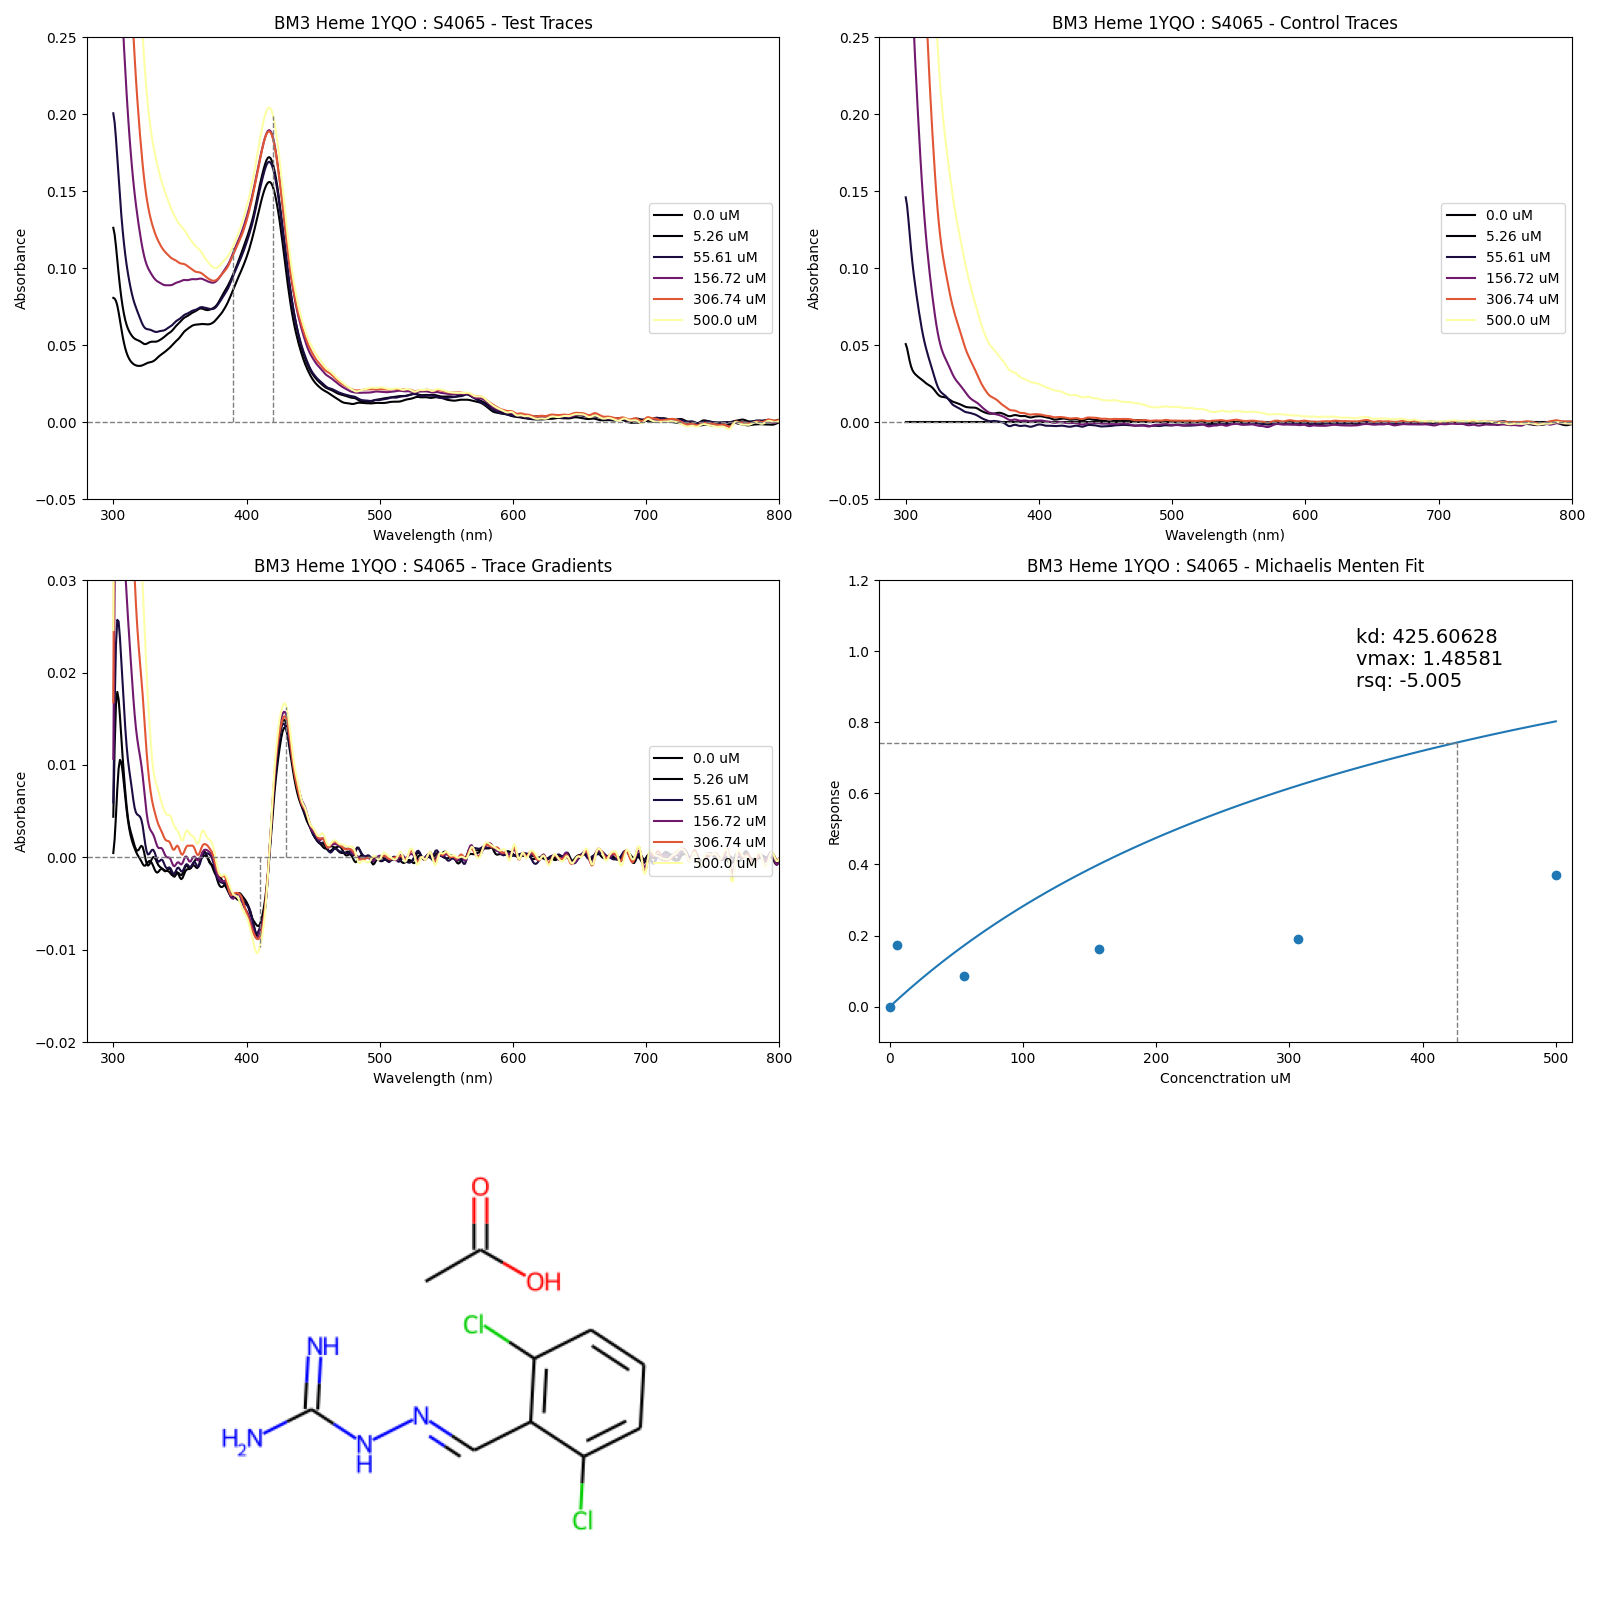 BM3 Heme 1YQO : S4065 - Test Traces
0.25
0.20
0.15
0.10
0.05
0.00
−0.05
Absorbance
300
400
500
600
700
800
Wavelength (nm)
0.0 uM
5.26 uM
55.61 uM
156.72 uM
306.74 uM
500.0 uM
BM3 Heme 1YQO : S4065 - Control Traces
0.25
0.20
0.15
0.10
0.05
0.00
−0.05
Absorbance
300
400
500
600
700
800
Wavelength (nm)
0.0 uM
5.26 uM
55.61 uM
156.72 uM
306.74 uM
500.0 uM
BM3 Heme 1YQO : S4065 - Trace Gradients
0.03
0.02
0.01
0.00
−0.01
−0.02
Absorbance
300
400
500
600
700
800
Wavelength (nm)
0.0 uM
5.26 uM
55.61 uM
156.72 uM
306.74 uM
500.0 uM
BM3 Heme 1YQO : S4065 - Michaelis Menten Fit
1.2
1.0
0.8
0.6
0.4
0.2
0.0
Response
kd: 425.60628
vmax: 1.48581
rsq: -5.005
0
100
200
300
400
500
Concenctration uM
O
OH
Cl
NH
N
H2N
N
H
Cl